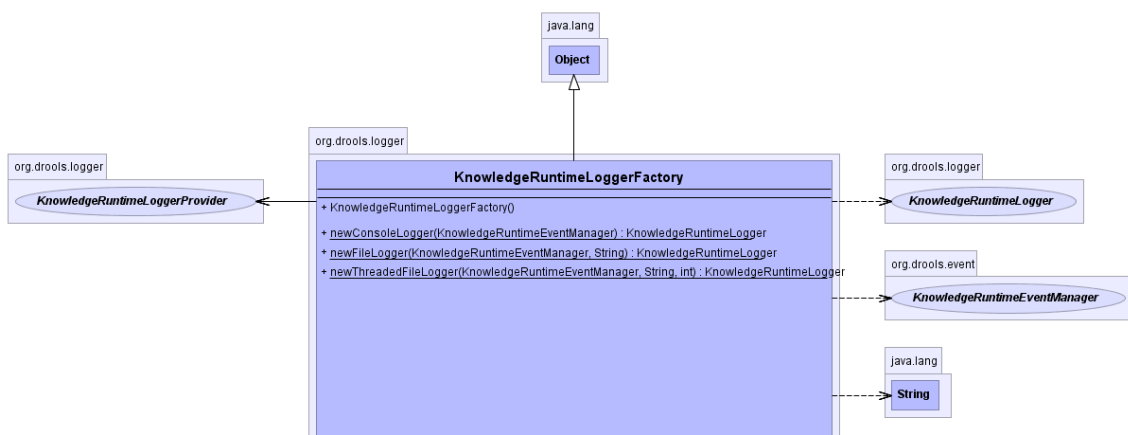 java.lang
Object
org.drools.logger
org.drools.logger
KnowledgeRuntimeLoggerProvider
KnowledgeRuntimeLoggerFactory
+ KnowledgeRuntimeLoggerFactory()
+ newConsoleLogger(KnowledgeRuntimeEventManager) : KnowledgeRuntimeLogger
+ newFileLogger(KnowledgeRuntimeEventManager, String) : KnowledgeRuntimeLogger
+ newThreadedFileLogger(KnowledgeRuntimeEventManager, String, int) : KnowledgeRuntimeLogger
org.drools.logger
KnowledgeRuntimeLogger
org.drools.event
KnowledgeRuntimeEventManager
java.lang
String